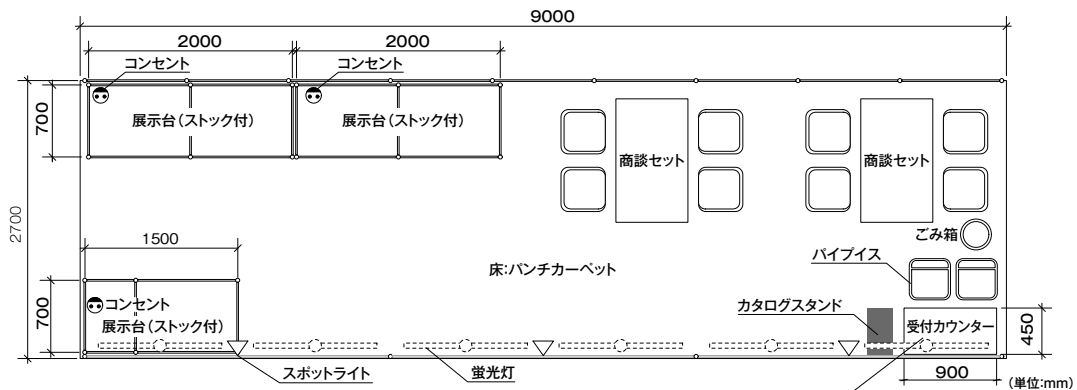 9000
2000
2000
コンセント
コンセント
700
展示台（ストック付）
展示台（ストック付）
商談セット
商談セット
2700
ごみ箱
1500
パイプイス
床：パンチカーペット
コンセント
カタログスタンド
700
展示台（ストック付）
受付カウンター
450
スポットライト
蛍光灯
900
（単位：mm）